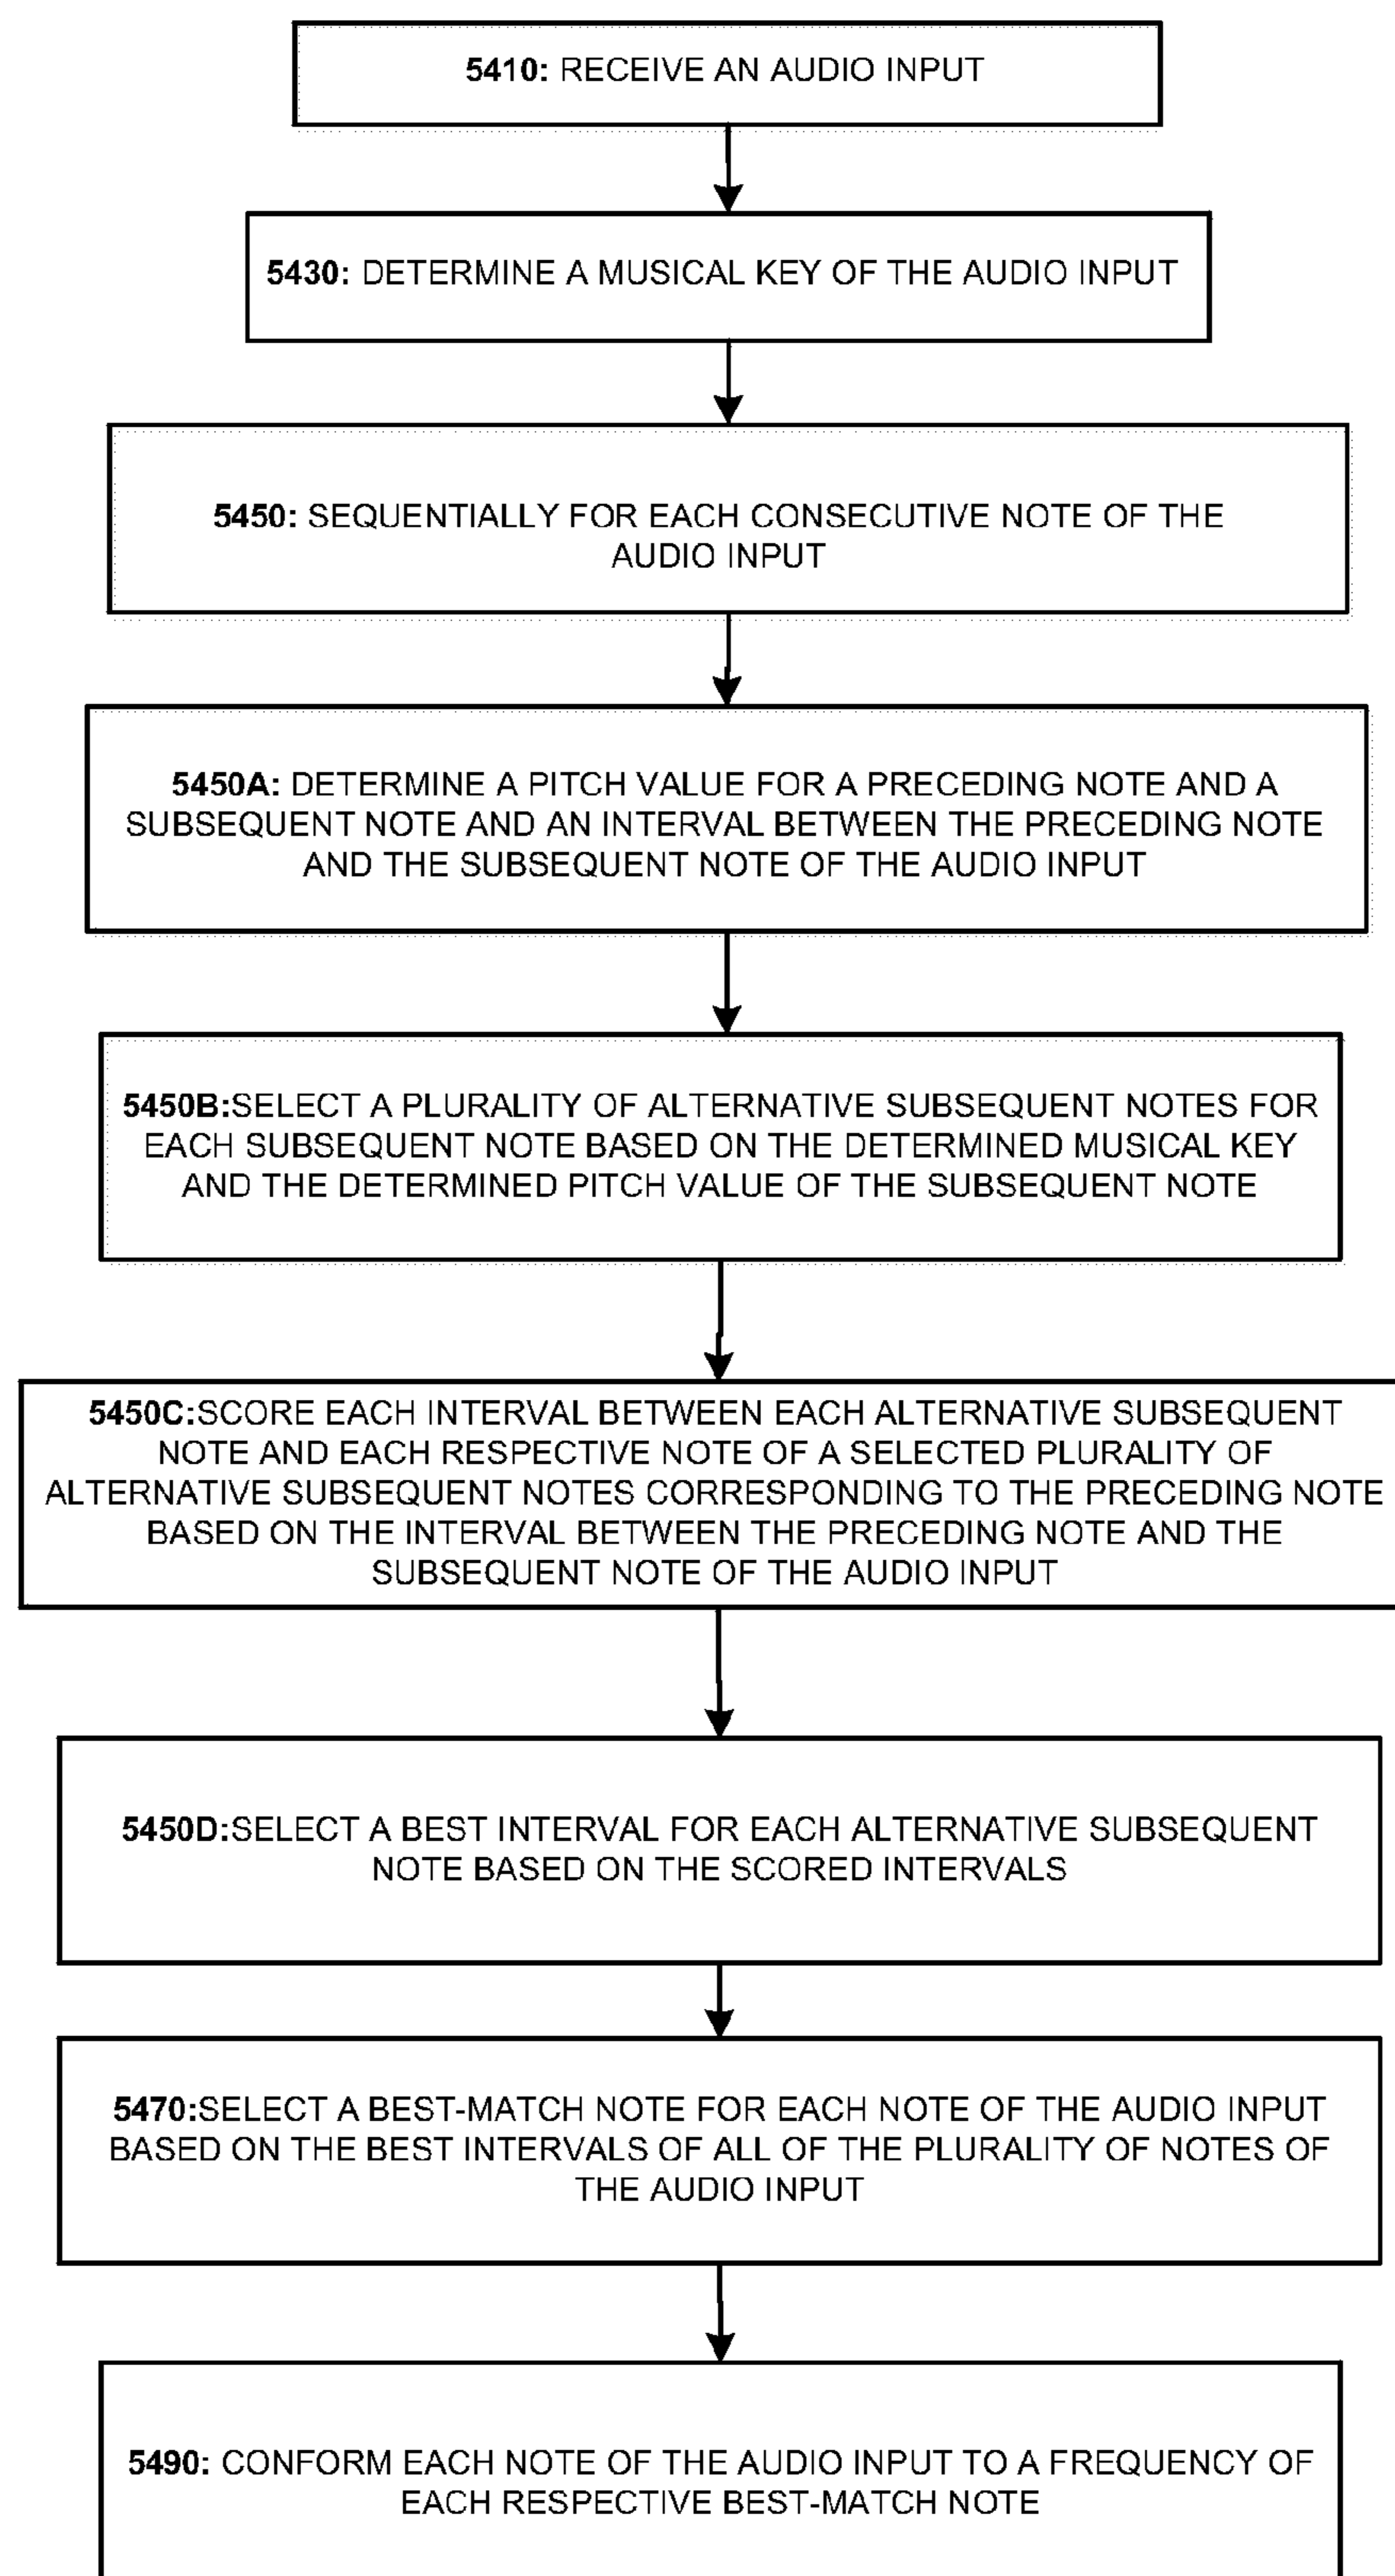 5410: RECEIVE AN AUDIO INPUT
5430: DETERMINE A MUSICAL KEY OF THE AUDIO INPUT
5450: SEQUENTIALLY FOR EACH CONSECUTIVE NOTE OF THE
AUDIO INPUT
5450A: DETERMINE A PITCH VALUE FOR A PRECEDING NOTE AND A
SUBSEQUENT NOTE AND AN INTERVAL BETWEEN THE PRECEDING NOTE
AND THE SUBSEQUENT NOTE OF THE AUDIO INPUT
5450B:SELECT A PLURALITY OF ALTERNATIVE SUBSEQUENT NOTES FOR
EACH SUBSEQUENT NOTE BASED ON THE DETERMINED MUSICAL KEY
AND THE DETERMINED PITCH VALUE OF THE SUBSEQUENT NOTE
5450C:SCORE EACH INTERVAL BETWEEN EACH ALTERNATIVE SUBSEQUENT
NOTE AND EACH RESPECTIVE NOTE OF A SELECTED PLURALITY OF
ALTERNATIVE SUBSEQUENT NOTES CORRESPONDING TO THE PRECEDING NOTE
BASED ON THE INTERVAL BETWEEN THE PRECEDING NOTE AND THE
SUBSEQUENT NOTE OF THE AUDIO INPUT
5450D:SELECT A BEST INTERVAL FOR EACH ALTERNATIVE SUBSEQUENT
NOTE BASED ON THE SCORED INTERVALS
5470:SELECT A BEST-MATCH NOTE FOR EACH NOTE OF THE AUDIO INPUT
BASED ON THE BEST INTERVALS OF ALL OF THE PLURALITY OF NOTES OF
THE AUDIO INPUT
5490: CONFORM EACH NOTE OF THE AUDIO INPUT TO A FREQUENCY OF
EACH RESPECTIVE BEST-MATCH NOTE